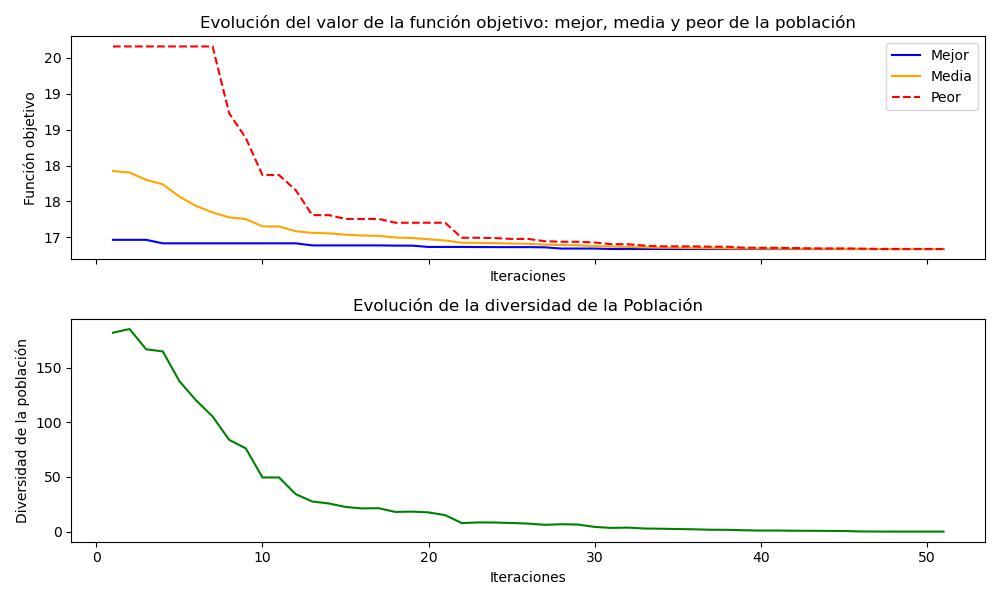 Evolución del valor de la función objetivo: mejor, media y peor de la población
Función objetivo
20
19
19
18
18
17
Mejor
Media
Peor
Iteraciones
Evolución de la diversidad de la Población
Diversidad de la población
150
100
50
0
0 10 20 30 40 50
Iteraciones